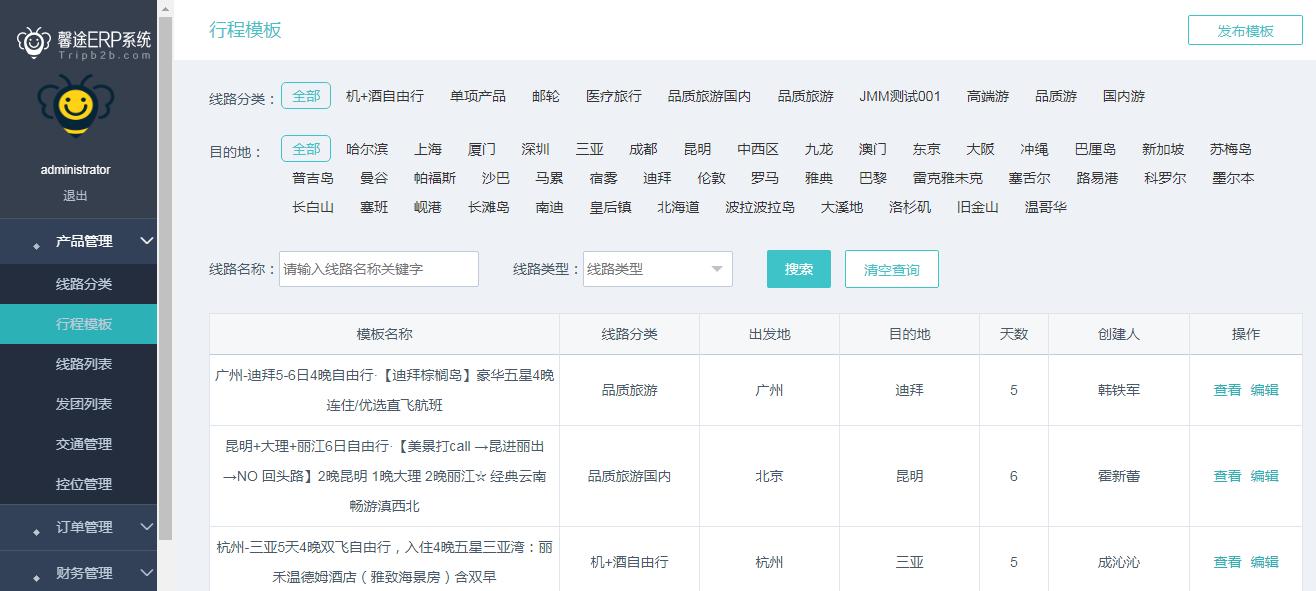 馨途ERP系统
Tripb2b.com
administrator
退出
产品管理
线路分类
行程模板
线路列表
发团列表
交通管理
控位管理
订单管理
财务管理
行程模板 发布模板
线路分类： 全部 机+酒自由行 单项产品 邮轮 医疗旅行 品质旅游国内 品质旅游 JMM测试001 高端游 品质游 国内游
目的地： 全部 哈尔滨 上海 厦门 深圳 三亚 成都 昆明 中西区 九龙 澳门 东京 大阪 冲绳 巴厘岛 新加坡 苏梅岛
普吉岛 曼谷 帕福斯 沙巴 马累 宿雾 迪拜 伦敦 罗马 雅典 巴黎 雷克雅未克 塞舌尔 路易港 科罗尔 墨尔本
长白山 塞班 岘港 长滩岛 南迪 皇后镇 北海道 波拉波拉岛 大溪地 洛杉矶 旧金山 温哥华
线路名称： 请输入线路名称关键字 线路类型： 线路类型 搜索 清空查询
模板名称 线路分类 出发地 目的地 天数 创建人 操作
广州-迪拜5-6日4晚自由行·【迪拜棕榈岛】豪华五星4晚
连住/优选直飞航班
品质旅游 广州 迪拜 5 韩铁军 查看 编辑
昆明+大理+丽江6日自由行·【美景打call →昆进丽出
→NO 回头路】2晚昆明 1晚大理 2晚丽江☆ 经典云南
畅游滇西北
品质旅游国内 北京 昆明 6 霍新蕾 查看 编辑
杭州-三亚5天4晚双飞自由行，入住4晚五星三亚湾：丽
禾温德姆酒店（雅致海景房）含双早
机+酒自由行 杭州 三亚 5 成沁沁 查看 编辑